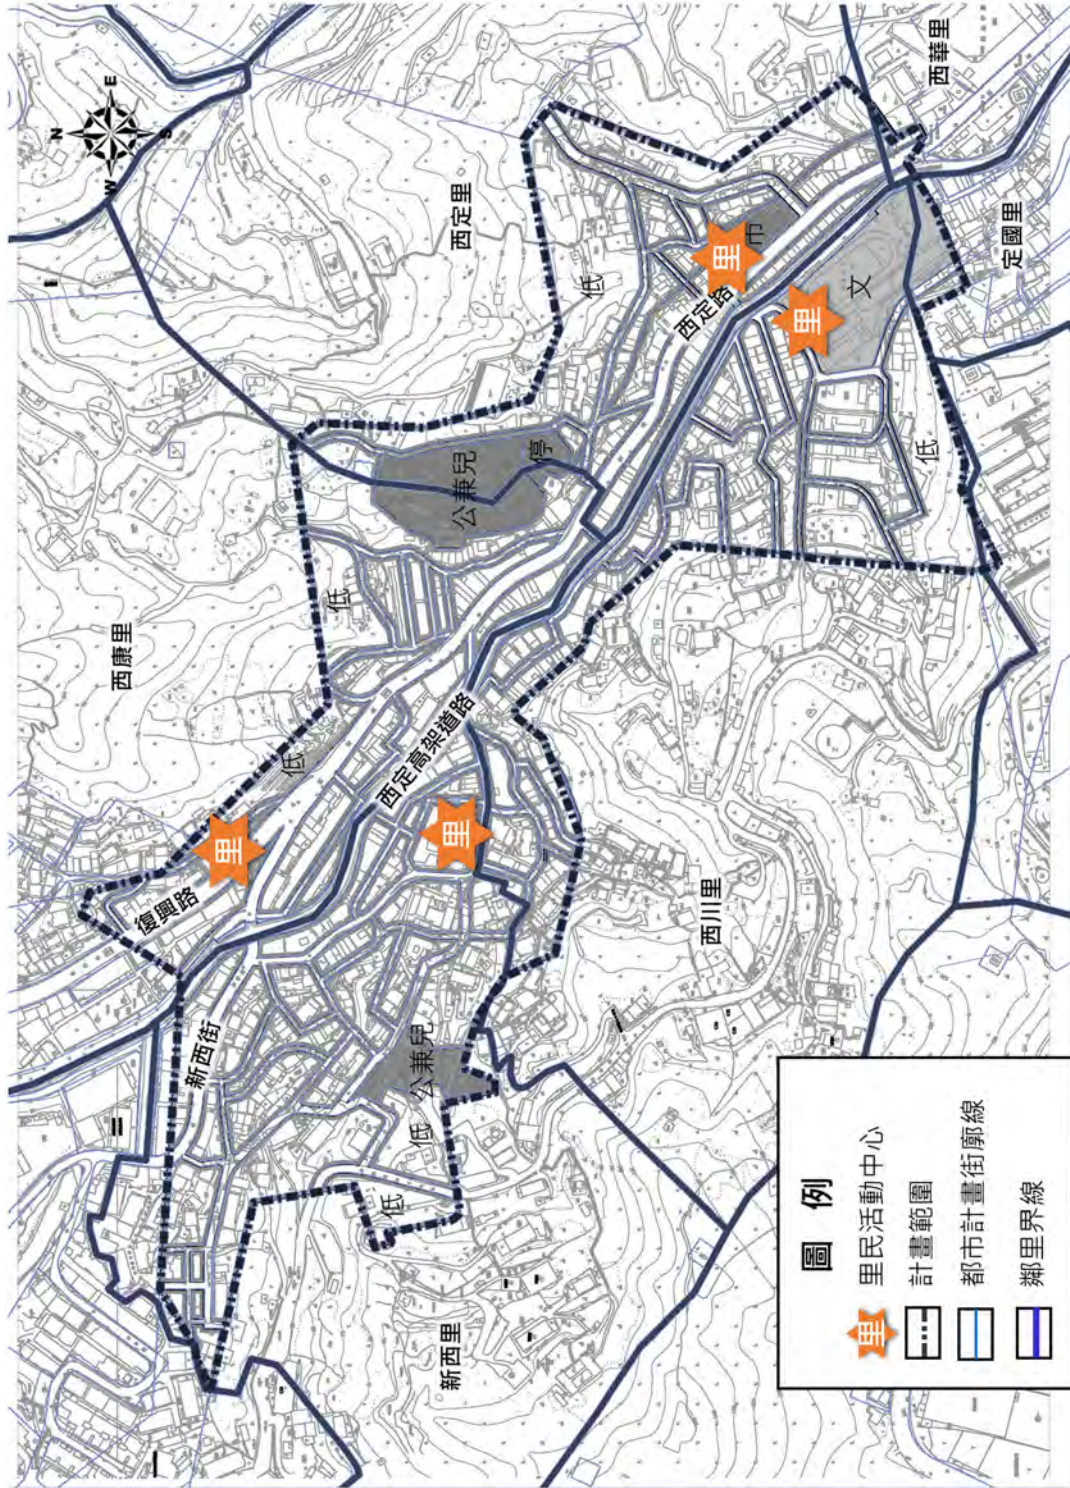 N
E
W
S
西華里
西定里
定國里
低
市
里
西定路
里
文
低
公兼兒
停
西康里
低
低
西定高架道路
里
里
復興路
西川里
新西街
公兼兒
低
低
新西里
圖 例
里 里民活動中心
計畫範圍
都市計畫街廓線
鄰里界線